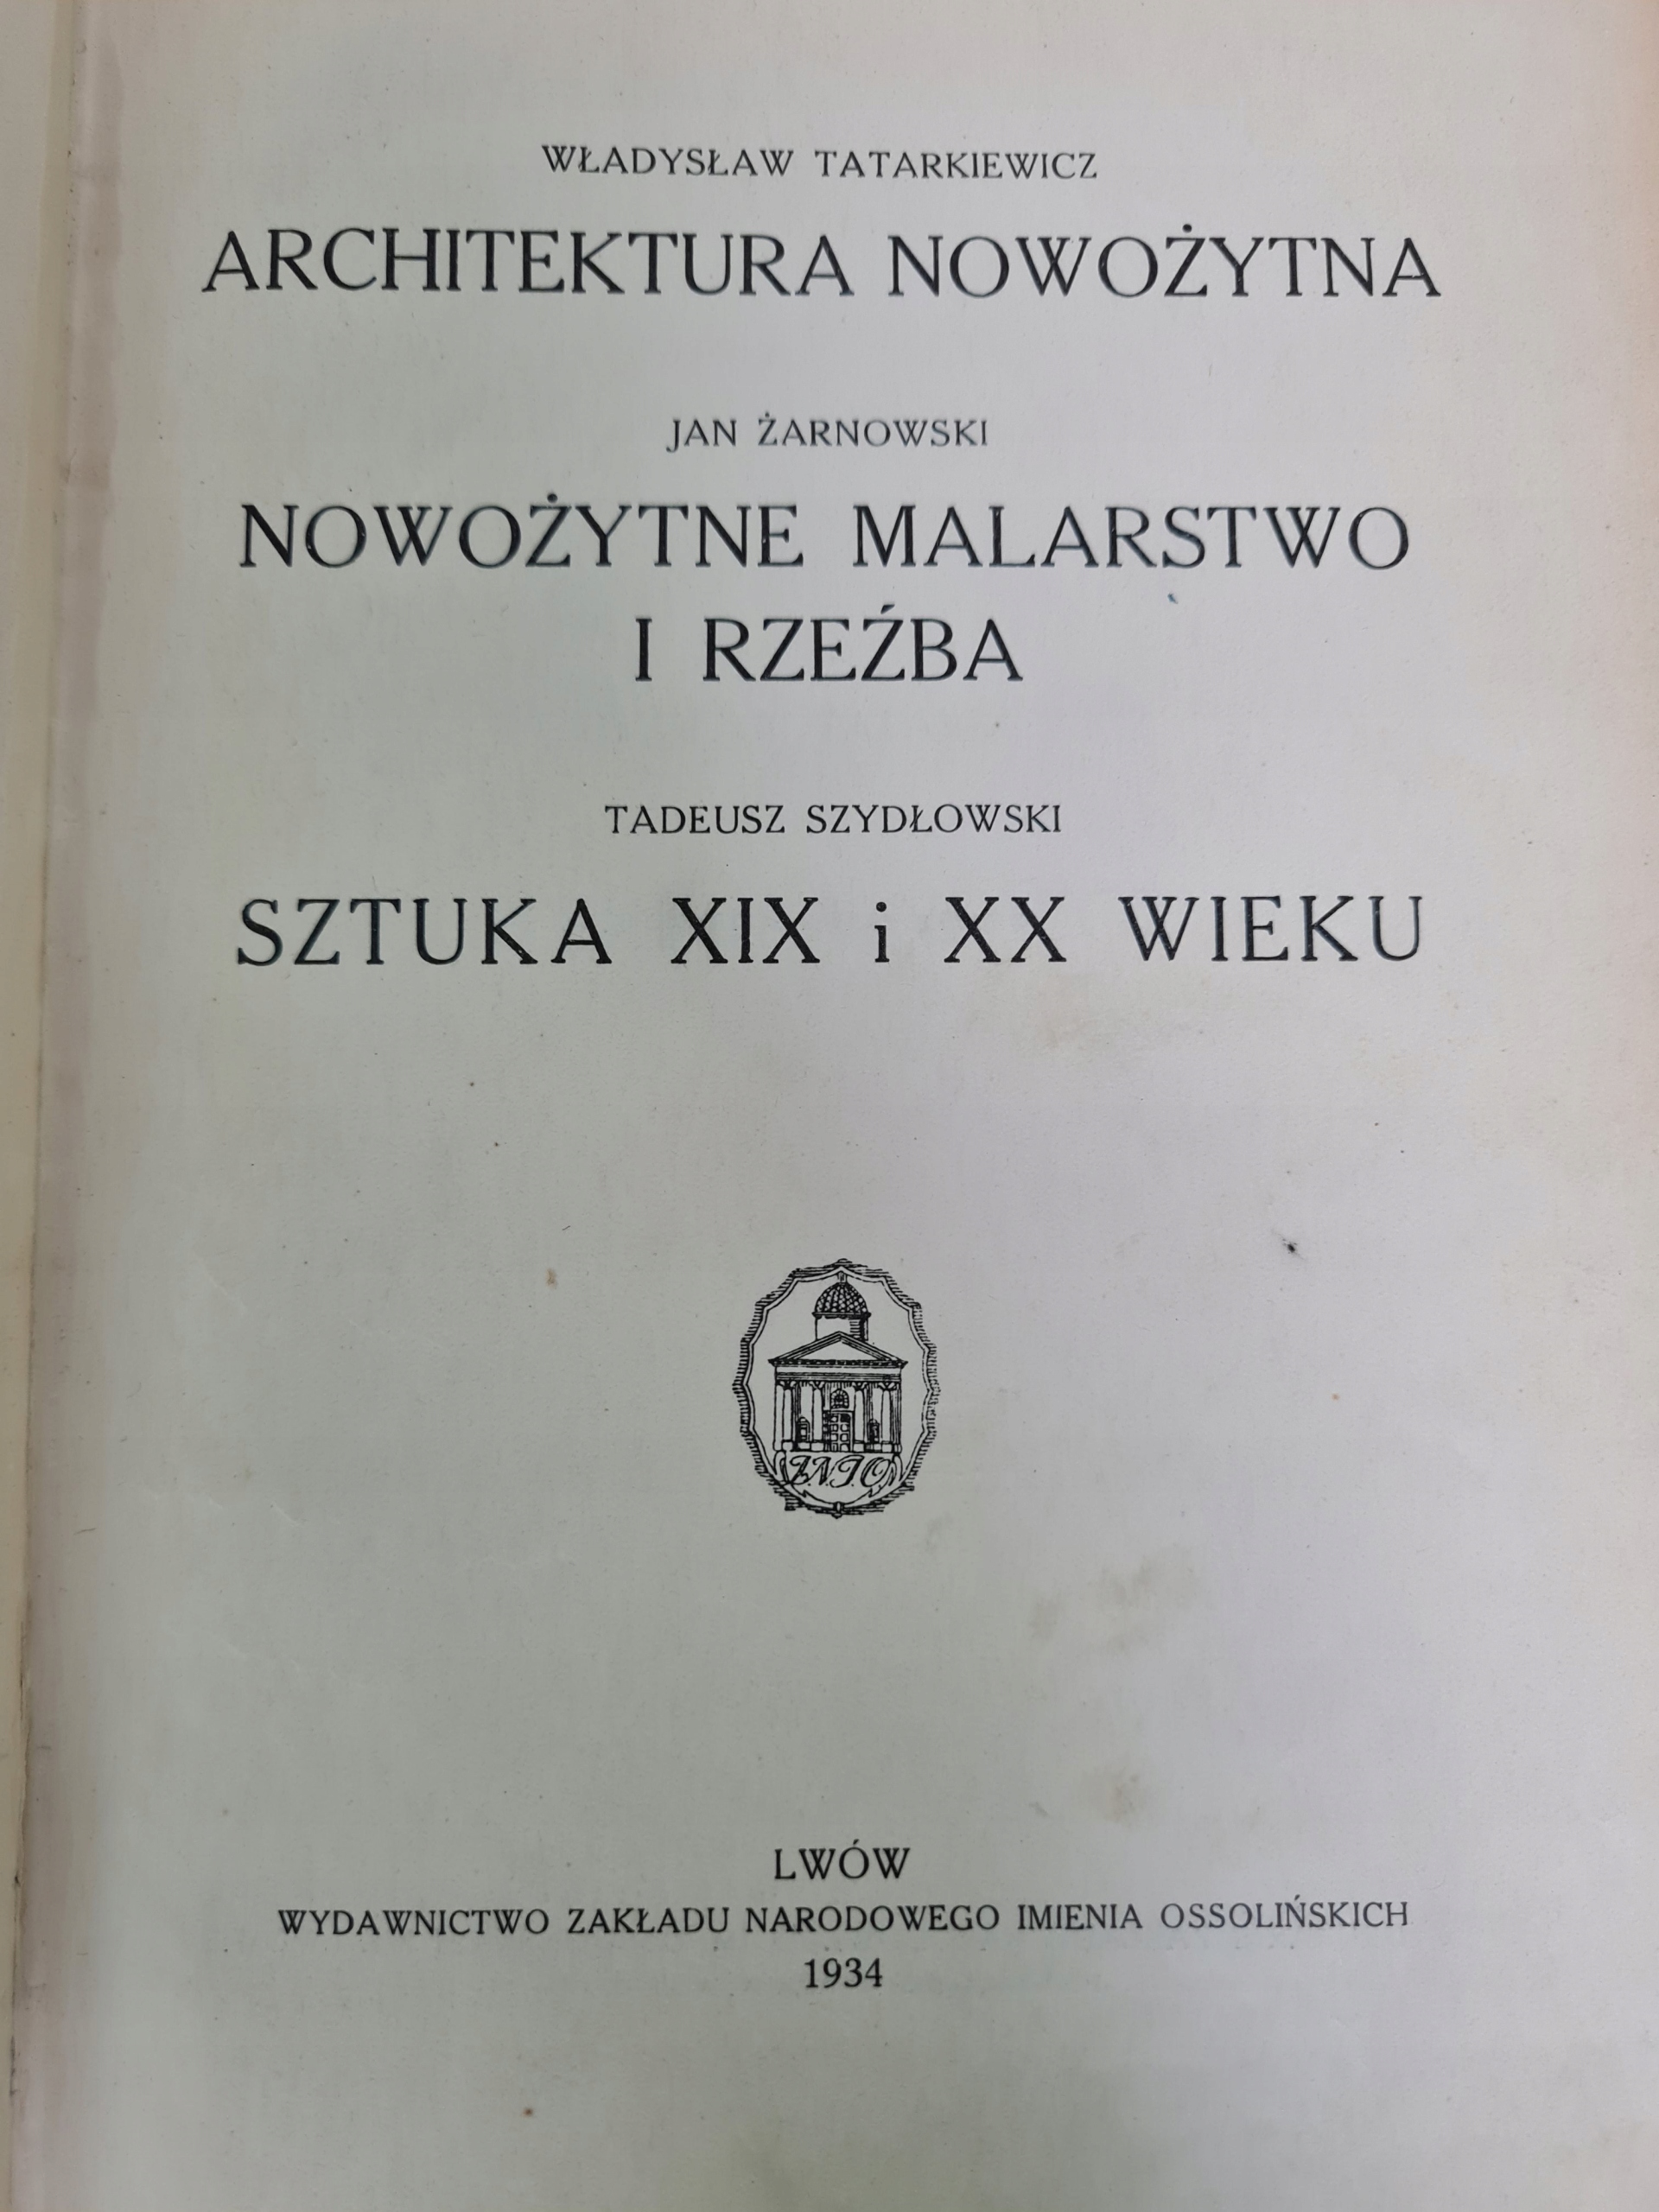 WŁADYSŁAW TATARKIEWICZ
ARCHITEKTURA NOWOŻYTNA
JAN ŻARNOWSKI
NOWOŻYTNE MALARSTWO
I RZEŹBA
TADEUSZ SZYDŁOWSKI
SZTUKA XIX i XX WIEKU
Z.N.I.O.
LWÓW
WYDAWNICTWO ZAKŁADU NARODOWEGO IMIENIA OSSOLIŃSKICH
1934